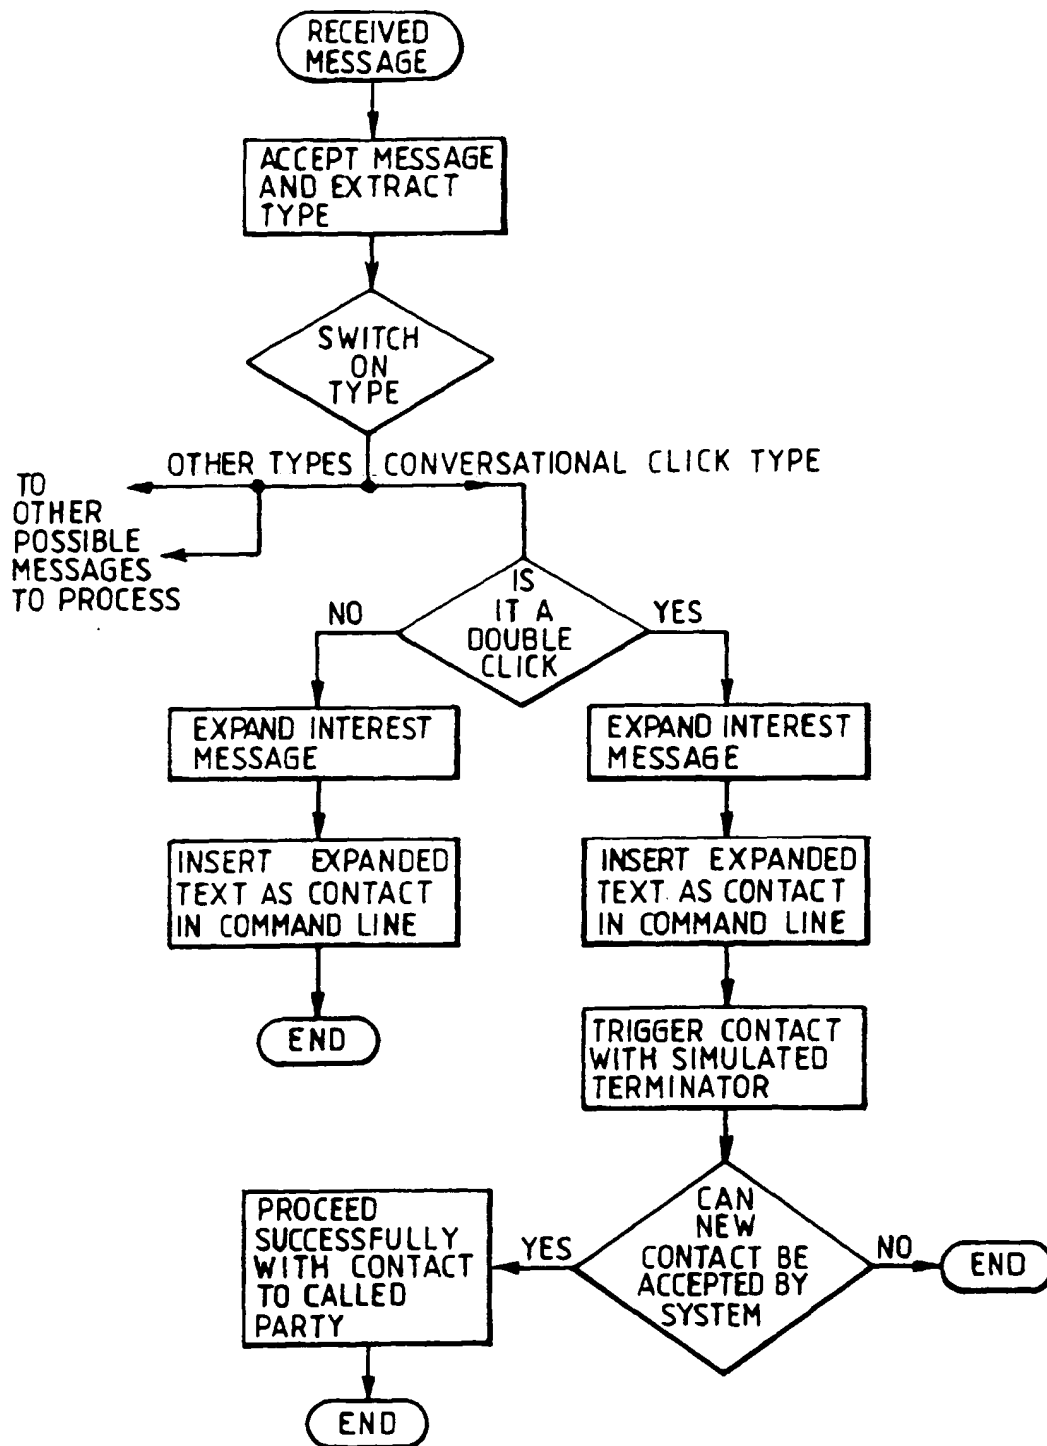 RECEIVED
MESSAGE
ACCEPT MESSAGE
AND EXTRACT
TYPE
SWITCH
ON
TYPE
OTHER TYPES
CONVERSATIONAL CLICK TYPE
TO
OTHER
POSSIBLE
MESSAGES
TO PROCESS
IS
IT A
DOUBLE
CLICK
NO
YES
EXPAND INTEREST
MESSAGE
EXPAND INTEREST
MESSAGE
INSERT EXPANDED
TEXT AS CONTACT
IN COMMAND LINE
INSERT EXPANDED
TEXT AS CONTACT
IN COMMAND LINE
END
TRIGGER CONTACT
WITH SIMULATED
TERMINATOR
CAN
NEW
CONTACT BE
ACCEPTED BY
SYSTEM
YES
NO
PROCEED
SUCCESSFULLY
WITH CONTACT
TO CALLED
PARTY
END
END